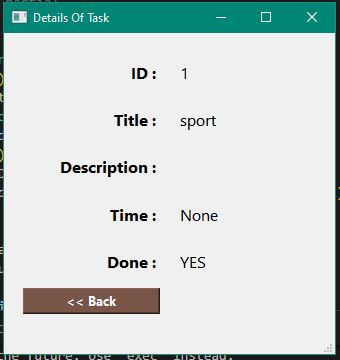 Details Of Task
ID : 1
Title : sport
Description :
Time : None
Done : YES
<< Back
the future. Use 'exec' instead.